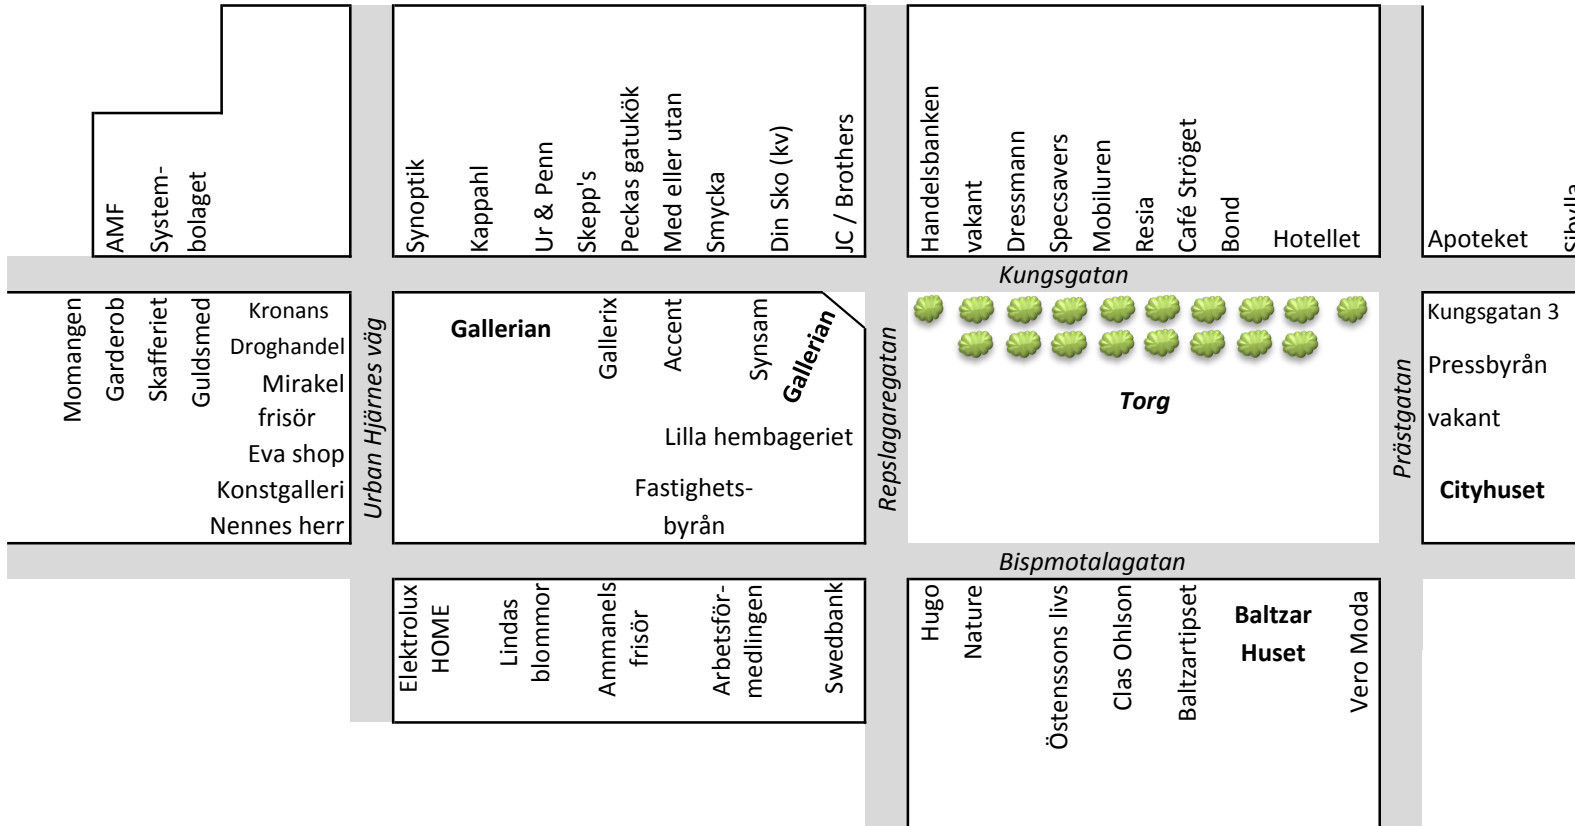 AMF
System-
bolaget
Synoptik
Kappahl
Ur & Penn
Skepp's
Peckas gatukök
Med eller utan
Smycka
Din Sko (kv)
JC / Brothers
Handelsbanken
vakant
Dressmann
Specsavers
Mobiluren
Resia
Café Ströget
Bond
Hotellet
Apoteket
Sibylla
Kungsgatan
Momangen
Garderob
Skafferiet
Guldsmed
Kronans
Droghandel
Mirakel
frisör
Eva shop
Konstgalleri
Nennes herr
Urban Hjärnes väg
Gallerian
Gallerix
Accent
Synsam
Gallerian
Lilla hembageriet
Fastighets-
byrån
Repslagaregatan
Torg
Prästgatan
Kungsgatan 3
Pressbyrån
vakant
Cityhuset
Bispmotalagatan
Elektrolux
HOME
Lindas
blommor
Ammanels
frisör
Arbetsför-
medlingen
Swedbank
Hugo
Nature
Östenssons livs
Clas Ohlson
Baltzartipset
Baltzar
Huset
Vero Moda